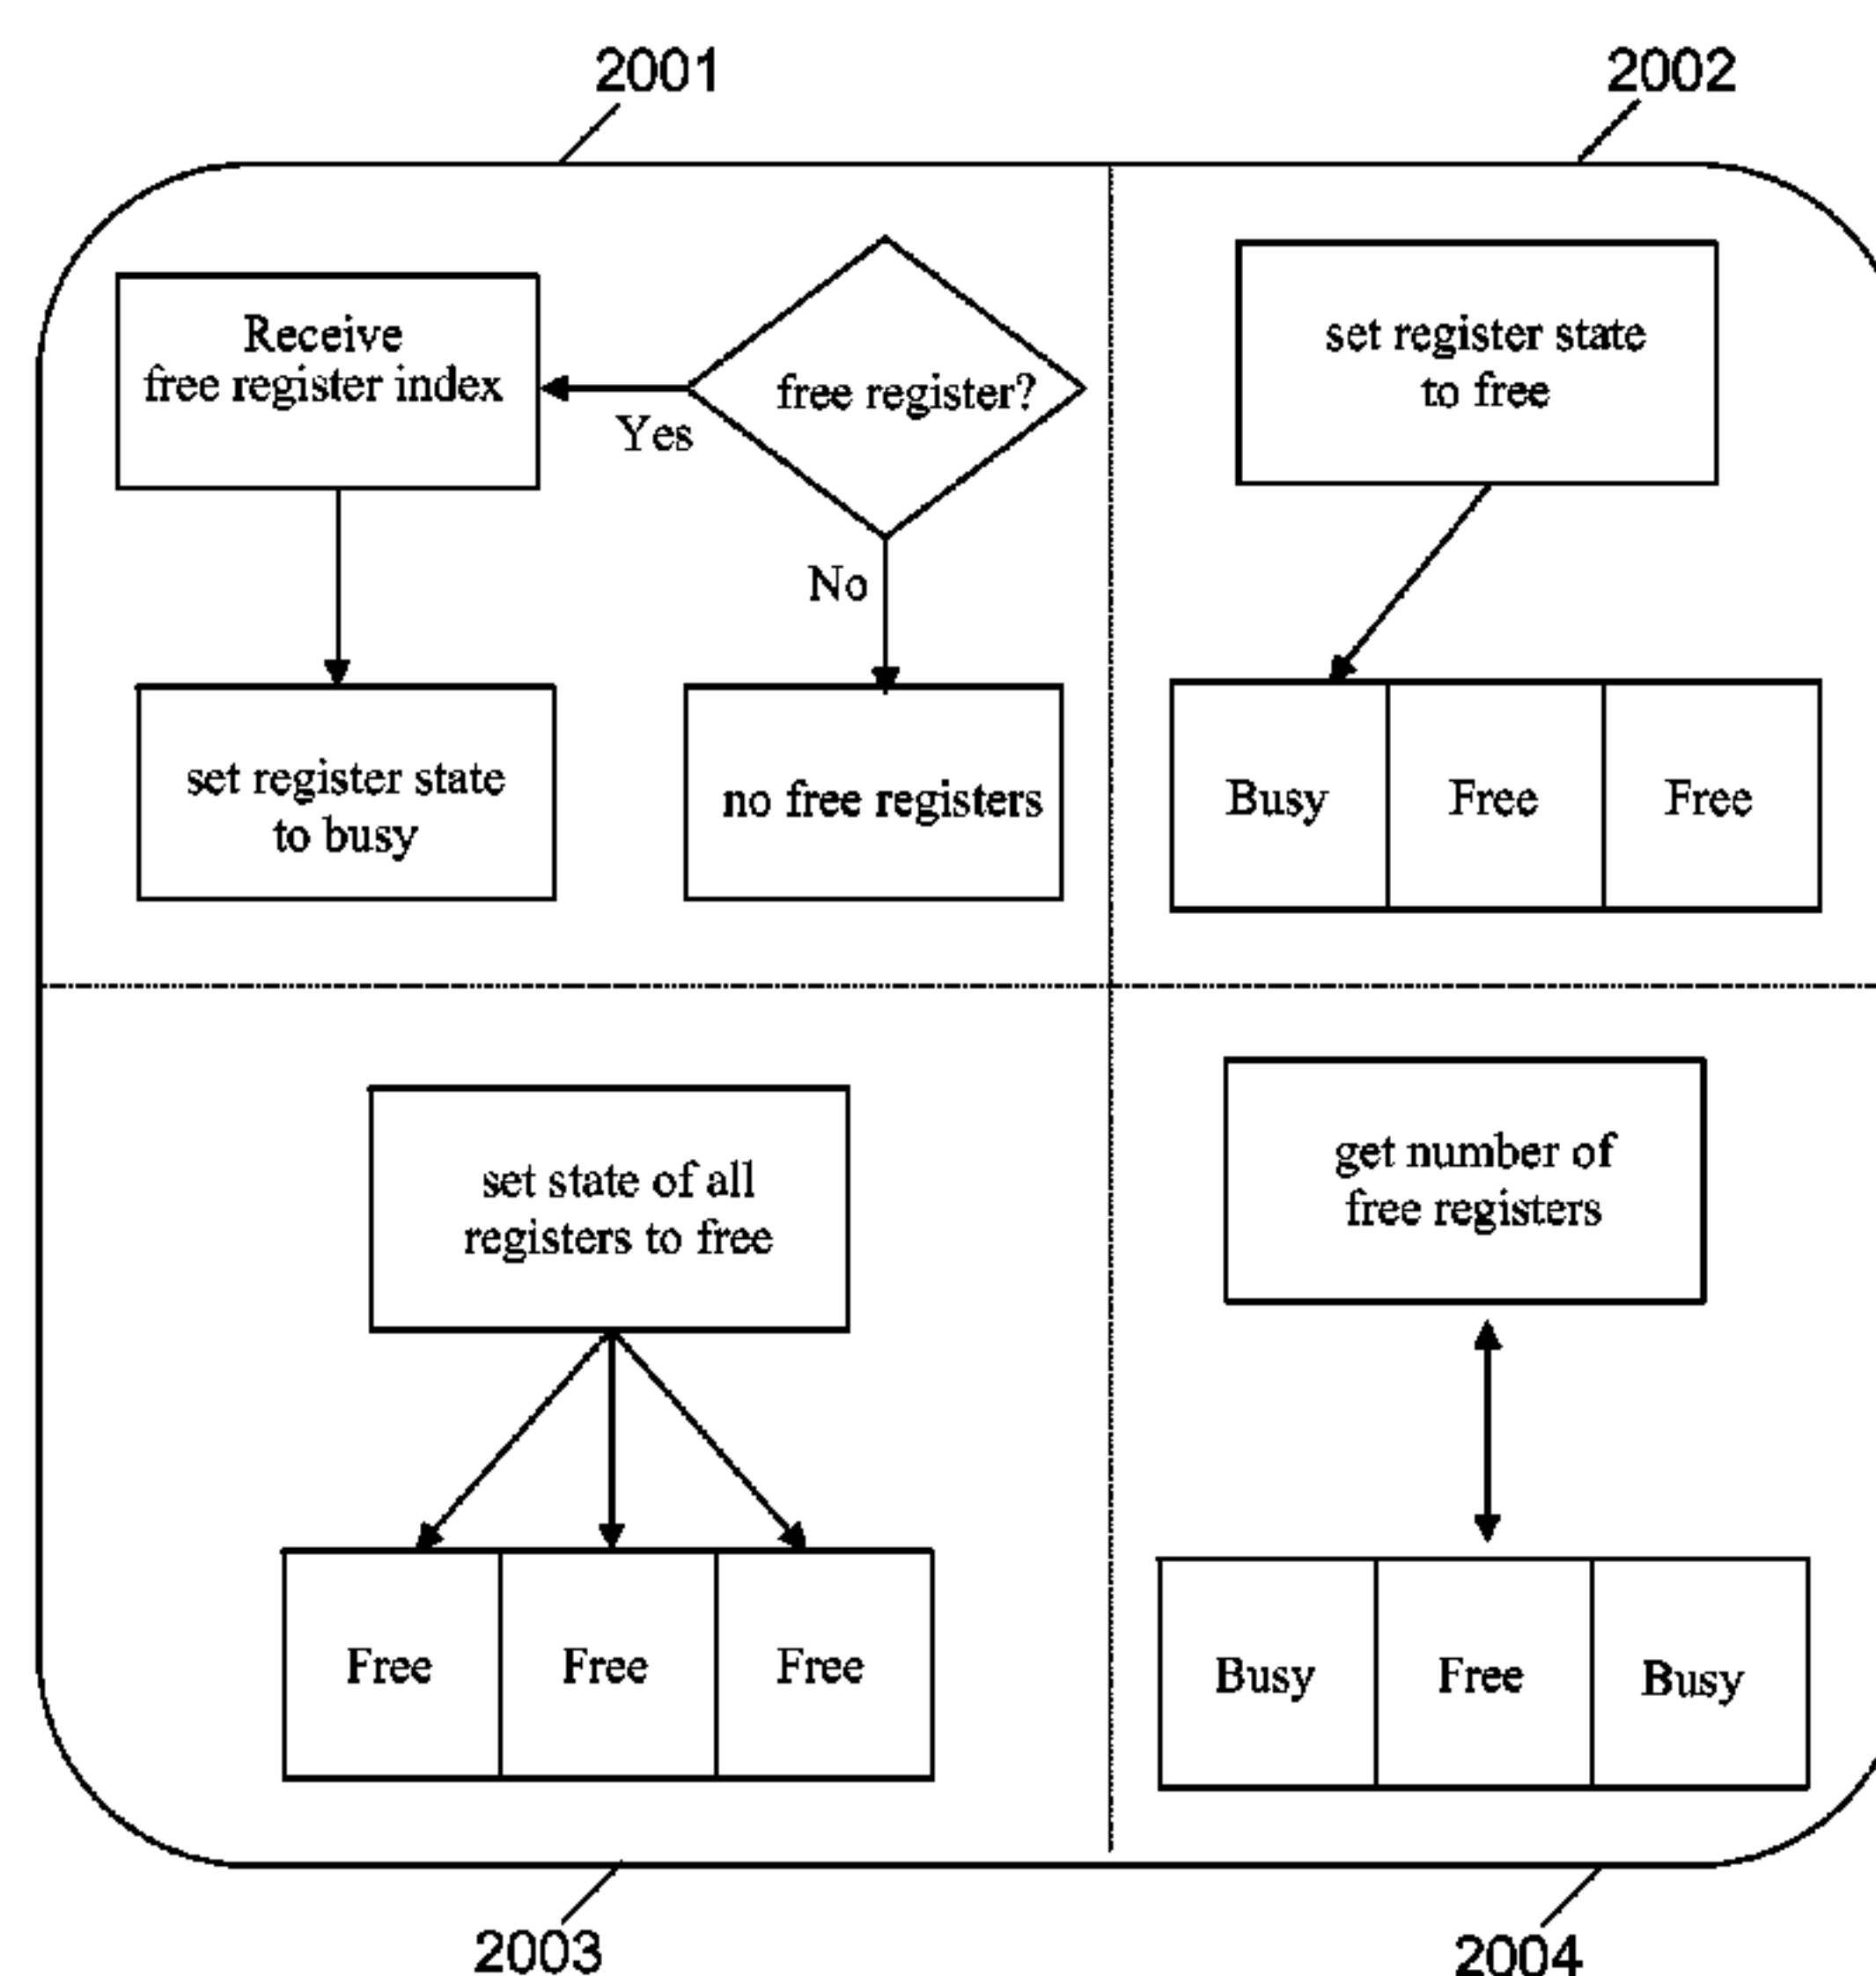 2001
2002
Receive
free register index
Yes
free register?
No
set register state
to busy
no free registers
set register state
to free
Busy
Free
Free
set state of all
registers to free
Free
Free
Free
get number of
free registers
Busy
Free
Busy
2003
2004